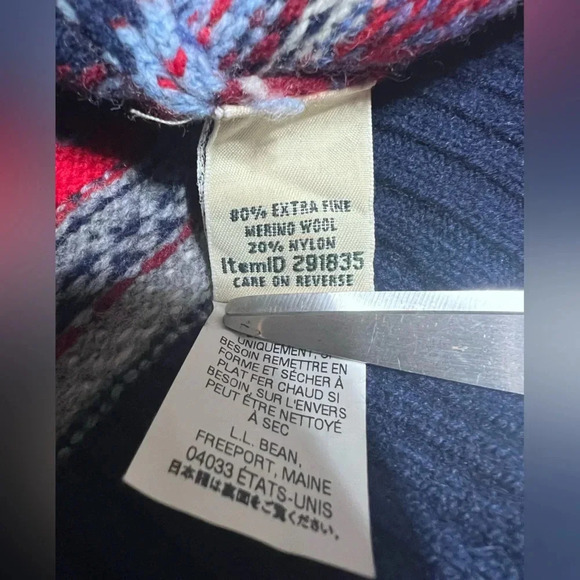 80% EXTRA FINE
MERINO WOOL
20% NYLON
ItemID 291835
CARE ON REVERSE
UNIQUEMENT, SI
BESOIN REMETTRE EN
FORME ET SÉCHER À
PLAT FER CHAUD SI
BESOIN, SUR L'ENVERS
PEUT ÊTRE NETTOYÉ
À SEC
L.L. BEAN,
FREEPORT, MAINE
04033 ÉTATS-UNIS
日本語は裏面をご覧ください。